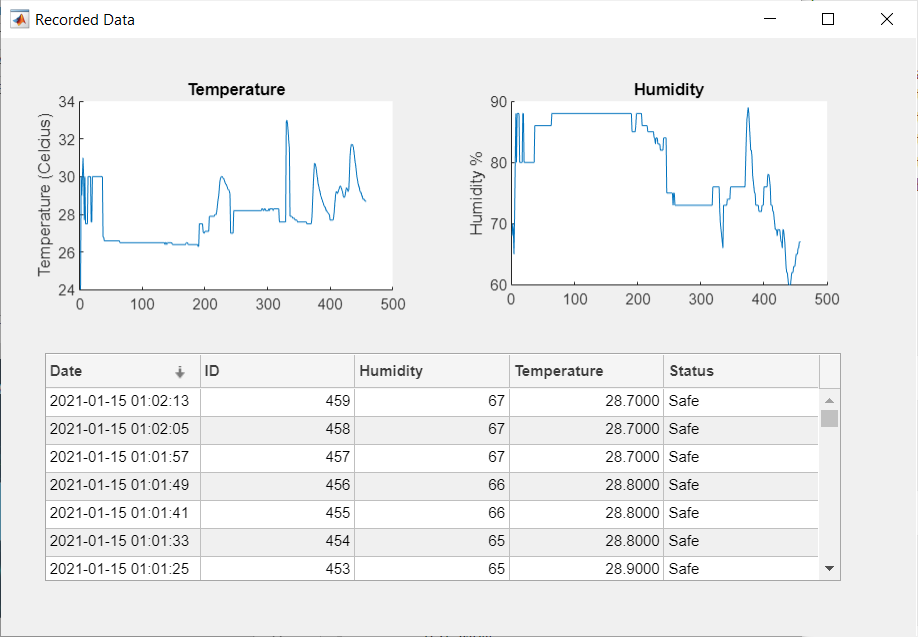 Recorded Data
Temperature
34
32
30
28
26
24
Temperature (Celcius)
0 100 200 300 400 500
Humidity
90
80
70
60
Humidity %
0 100 200 300 400 500
Date ID Humidity Temperature Status
2021-01-15 01:02:13 459 67 28.7000 Safe
2021-01-15 01:02:05 458 67 28.7000 Safe
2021-01-15 01:01:57 457 67 28.7000 Safe
2021-01-15 01:01:49 456 66 28.8000 Safe
2021-01-15 01:01:41 455 66 28.8000 Safe
2021-01-15 01:01:33 454 65 28.8000 Safe
2021-01-15 01:01:25 453 65 28.9000 Safe